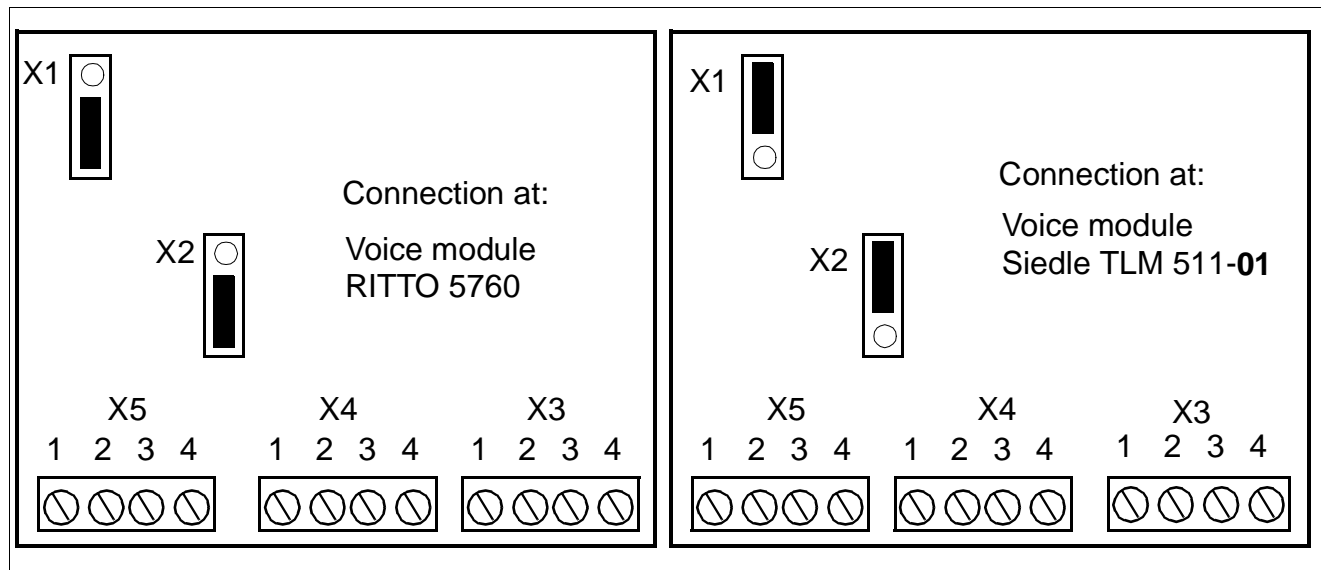 X1
Connection at:
X2
Voice module
RITTO 5760
X5 X4 X3
1 2 3 4 1 2 3 4 1 2 3 4
X1
Connection at:
Voice module
X2
Siedle TLM 511-01
X5 X4 X3
1 2 3 4 1 2 3 4 1 2 3 4